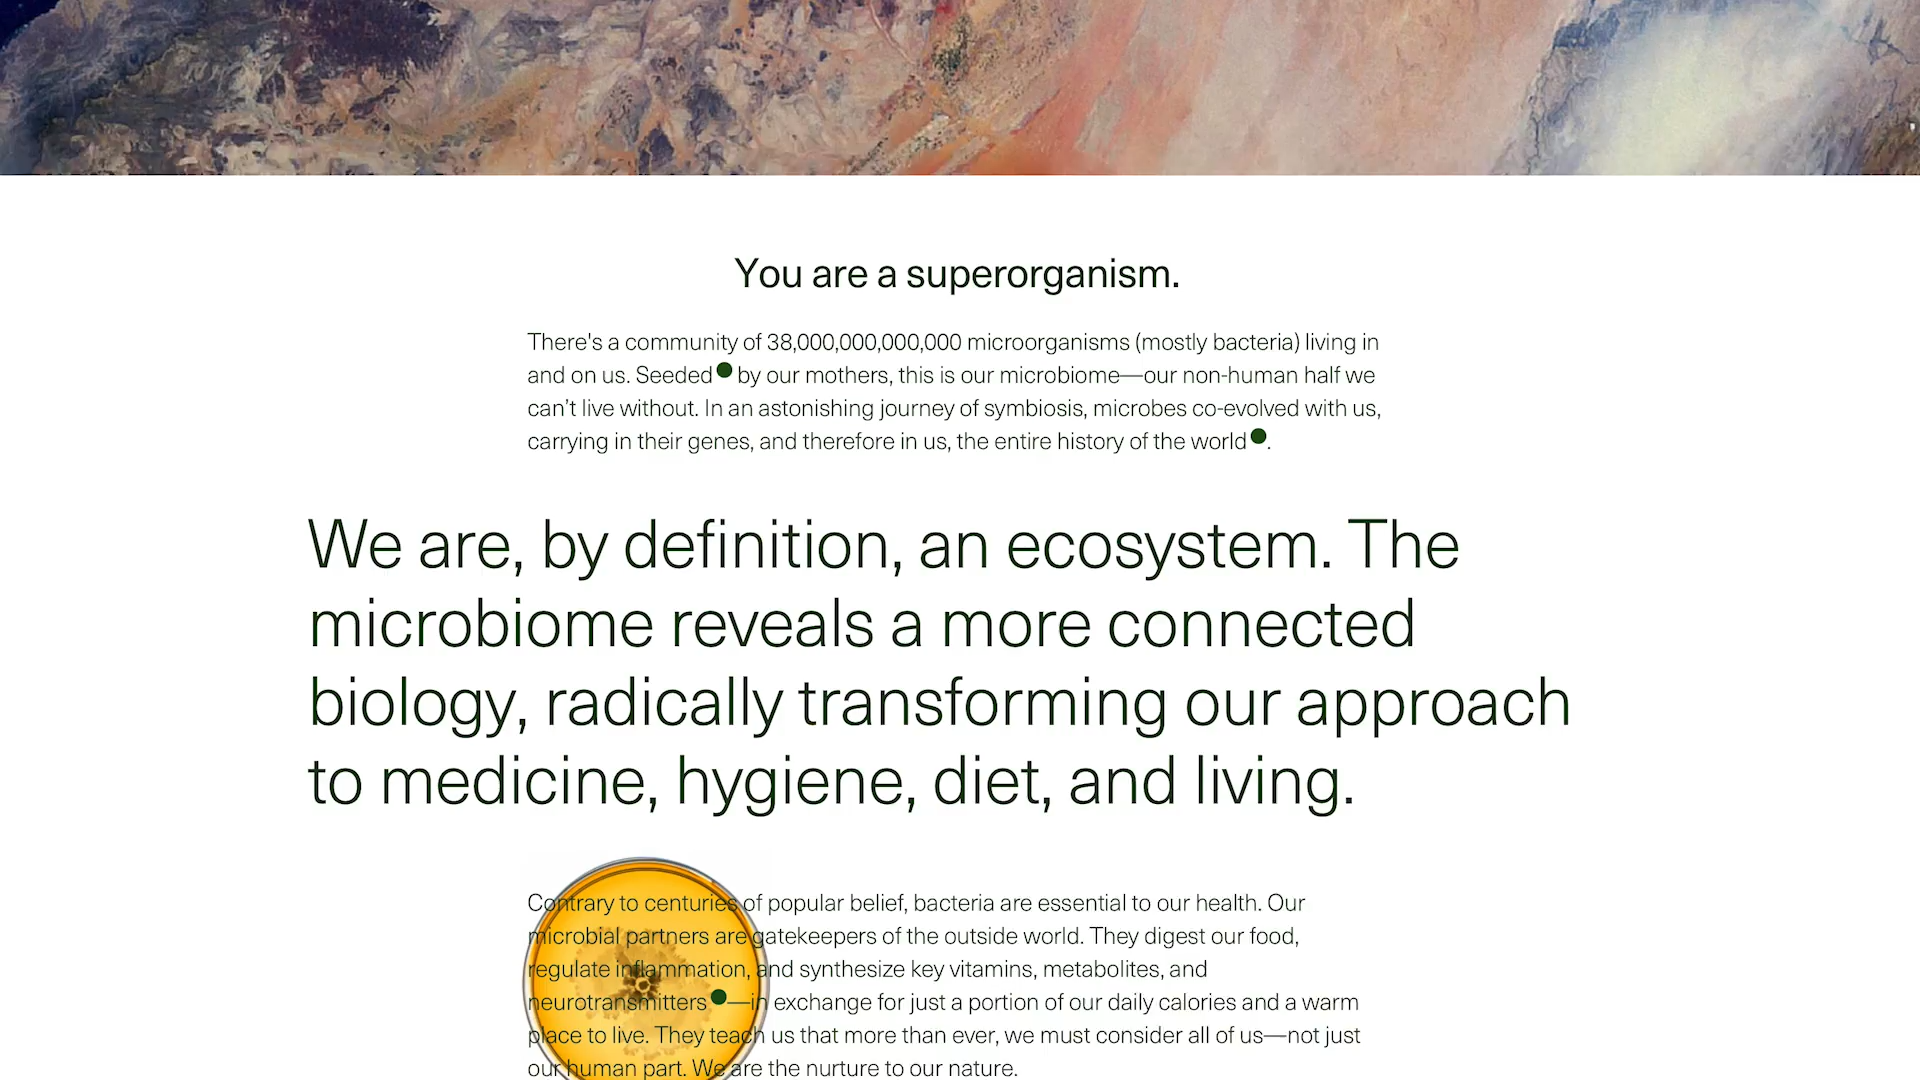 You are a superorganism.
There's a community of 38,000,000,000,000 microorganisms (mostly bacteria) living in
and on us. Seeded by our mothers, this is our microbiome—our non-human half we
can’t live without. In an astonishing journey of symbiosis, microbes co-evolved with us,
carrying in their genes, and therefore in us, the entire history of the world.
We are, by definition, an ecosystem. The
microbiome reveals a more connected
biology, radically transforming our approach
to medicine, hygiene, diet, and living.
Contrary to centuries of popular belief, bacteria are essential to our health. Our
microbial partners are gatekeepers of the outside world. They digest our food,
regulate inflammation, and synthesize key vitamins, metabolites, and
neurotransmitters—in exchange for just a portion of our daily calories and a warm
place to live. They teach us that more than ever, we must consider all of us—not just
our human part. We are the nurture to our nature.